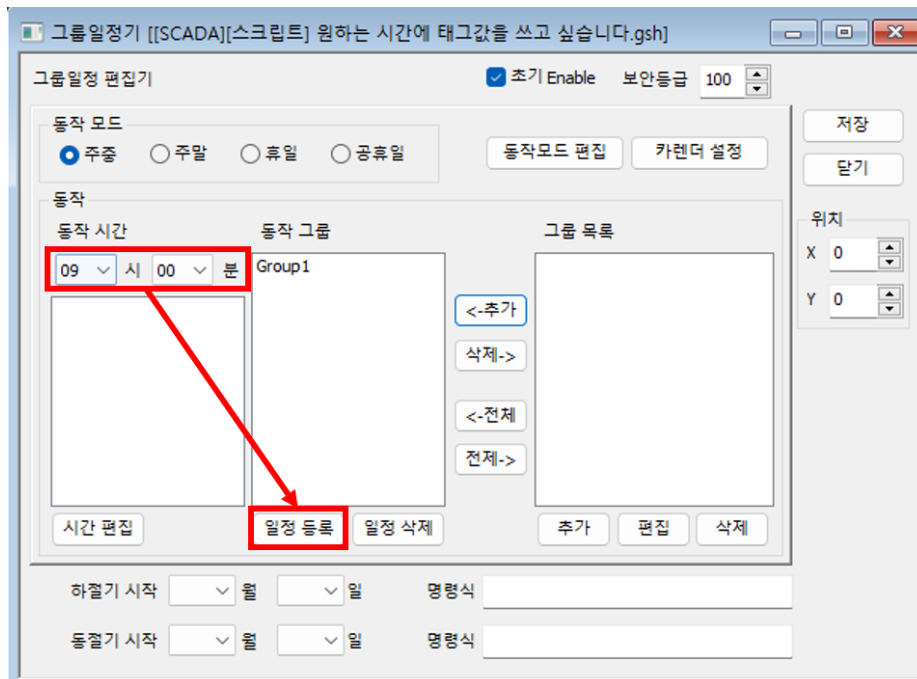 그룹일정기 [[SCADA][스크립트] 원하는 시간에 태그값을 쓰고 싶습니다.gsh]
그룹일정 편집기
초기 Enable
보안등급 100
동작 모드
주중 주말 휴일 공휴일
동작모드 편집
카렌더 설정
저장
닫기
동작
동작 시간
동작 그룹
그룹 목록
위치
09 시 00 분
Group1
X 0
Y 0
<-추가
삭제->
<-전체
전제->
시간 편집
일정 등록
일정 삭제
추가
편집
삭제
하절기 시작 월 일 명령식
동절기 시작 월 일 명령식